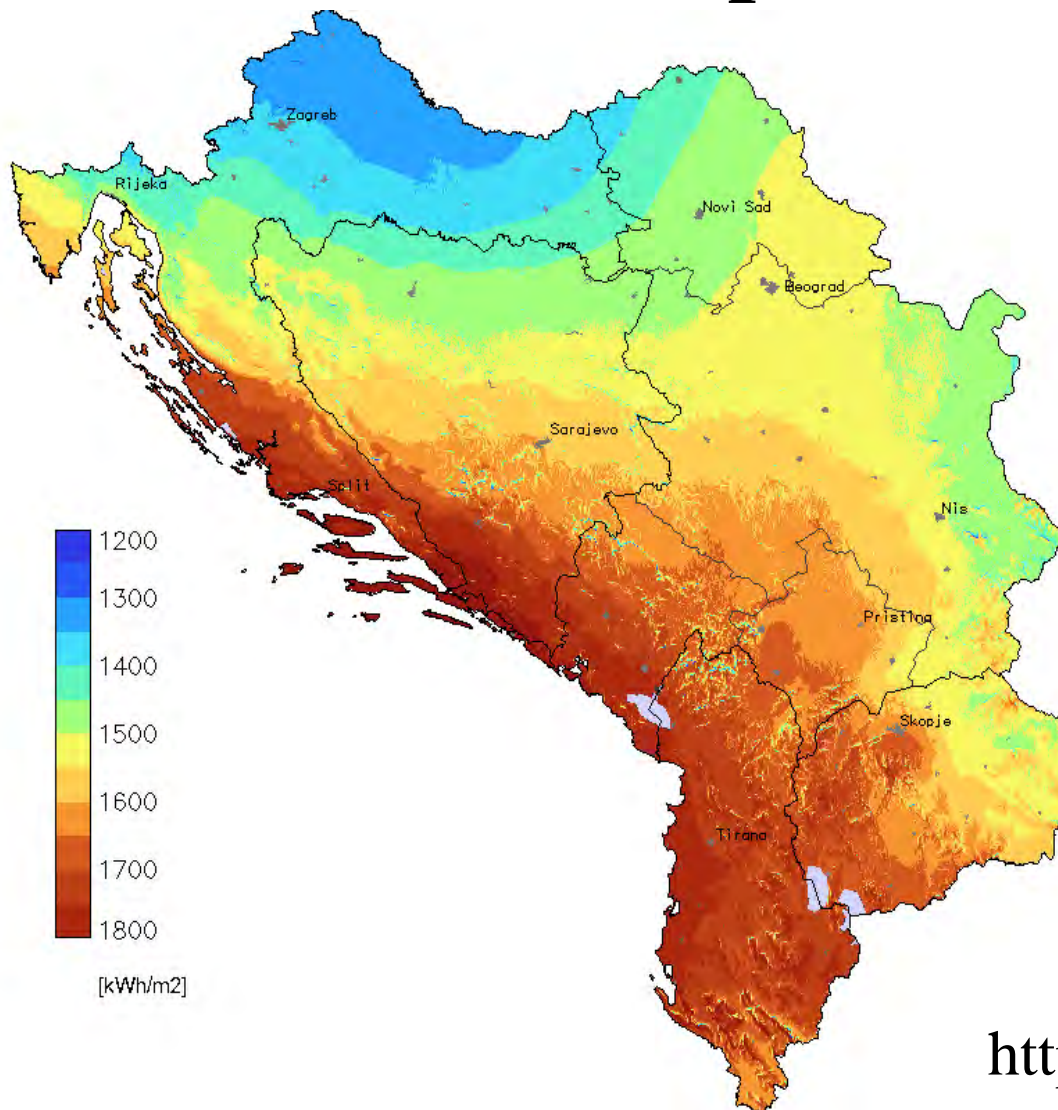 Zagreb
Rijeka
Novi Sad
Beograd
Sarajevo
Split
Nis
Pristina
Skopje
Tirana
1200
1300
1400
1500
1600
1700
1800
[kWh/m2]
htt